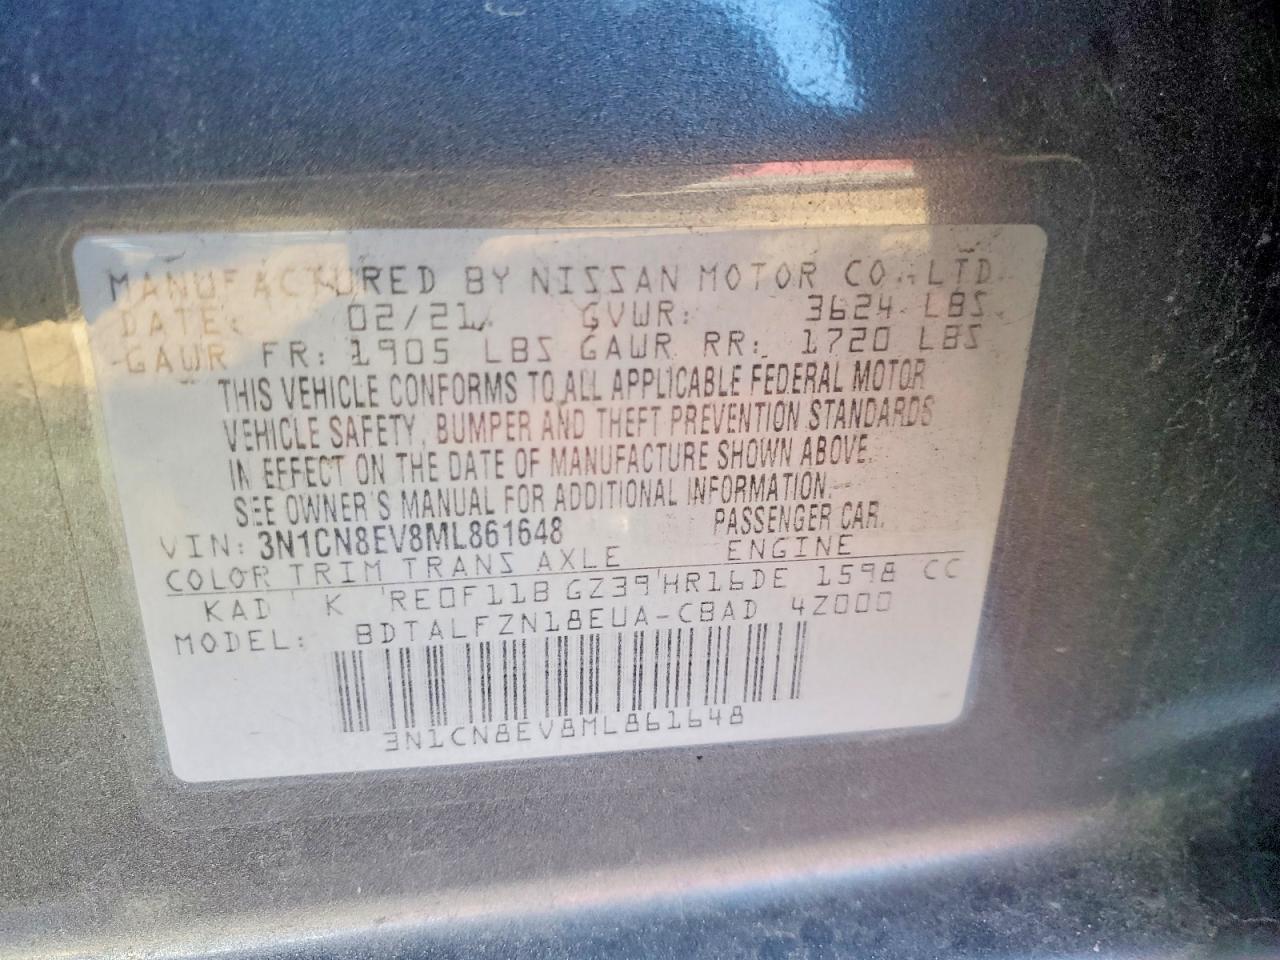 MANUFACTURED BY NISSAN MOTOR CO., LTD.
DATE: 02/21 GVWR: 3624 LBS
GAWR FR: 1905 LBS GAWR RR: 1720 LBS
THIS VEHICLE CONFORMS TO ALL APPLICABLE FEDERAL MOTOR
VEHICLE SAFETY, BUMPER AND THEFT PREVENTION STANDARDS
IN EFFECT ON THE DATE OF MANUFACTURE SHOWN ABOVE.
SEE OWNER'S MANUAL FOR ADDITIONAL INFORMATION.
VIN: 3N1CN8EV8ML861648 PASSENGER CAR.
COLOR TRIM TRANS AXLE ENGINE
KAD K RE0F11B GZ39 HR16DE 1598 CC
MODEL: BDTALFZN18EUA-CBAD 4Z000
3N1CN8EV8ML861648